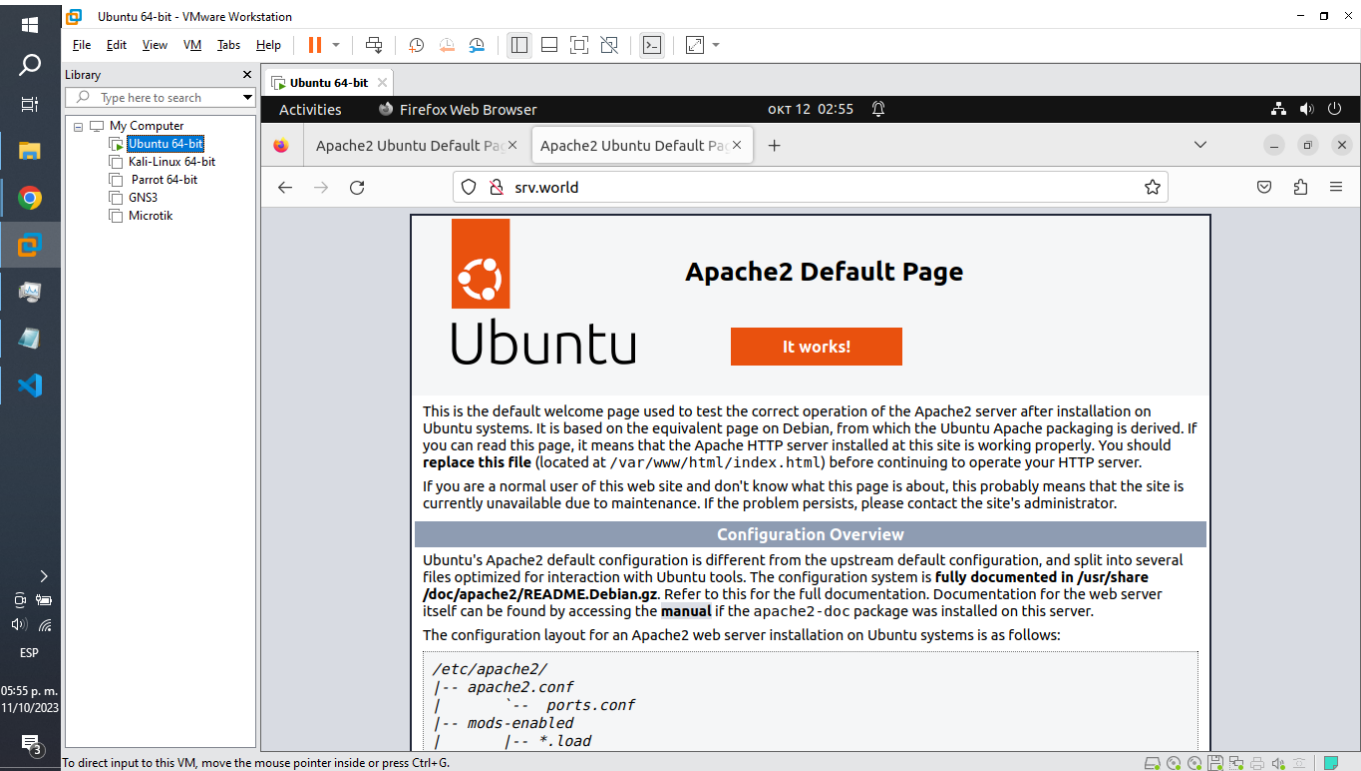 Ubuntu 64-bit - VMware Workstation
File Edit View VM Tabs Help
Library
Type here to search
My Computer
Ubuntu 64-bit
Kali-Linux 64-bit
Parrot 64-bit
GNS3
Microtik
Ubuntu 64-bit
Activities Firefox Web Browser окт 12 02:55
Apache2 Ubuntu Default Pag Apache2 Ubuntu Default Pag
srv.world
Ubuntu
Apache2 Default Page
It works!
This is the default welcome page used to test the correct operation of the Apache2 server after installation on
Ubuntu systems. It is based on the equivalent page on Debian, from which the Ubuntu Apache packaging is derived. If
you can read this page, it means that the Apache HTTP server installed at this site is working properly. You should
replace this file (located at /var/www/html/index.html) before continuing to operate your HTTP server.
If you are a normal user of this web site and don't know what this page is about, this probably means that the site is
currently unavailable due to maintenance. If the problem persists, please contact the site's administrator.
Configuration Overview
Ubuntu's Apache2 default configuration is different from the upstream default configuration, and split into several
files optimized for interaction with Ubuntu tools. The configuration system is fully documented in /usr/share
/doc/apache2/README.Debian.gz. Refer to this for the full documentation. Documentation for the web server
itself can be found by accessing the manual if the apache2-doc package was installed on this server.
The configuration layout for an Apache2 web server installation on Ubuntu systems is as follows:
/etc/apache2/
|-- apache2.conf
|       `--  ports.conf
|-- mods-enabled
|       |-- *.load
To direct input to this VM, move the mouse pointer inside or press Ctrl+G.
ESP
05:55 p. m.
11/10/2023
3